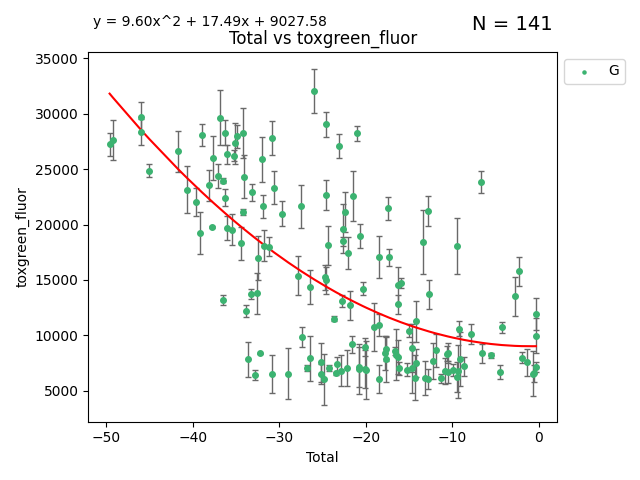 y = 9.60x^2 + 17.49x + 9027.58
N = 141
Total vs toxgreen_fluor
G
35000
30000
25000
20000
15000
10000
5000
toxgreen_fluor
−50
−40
−30
−20
−10
0
Total